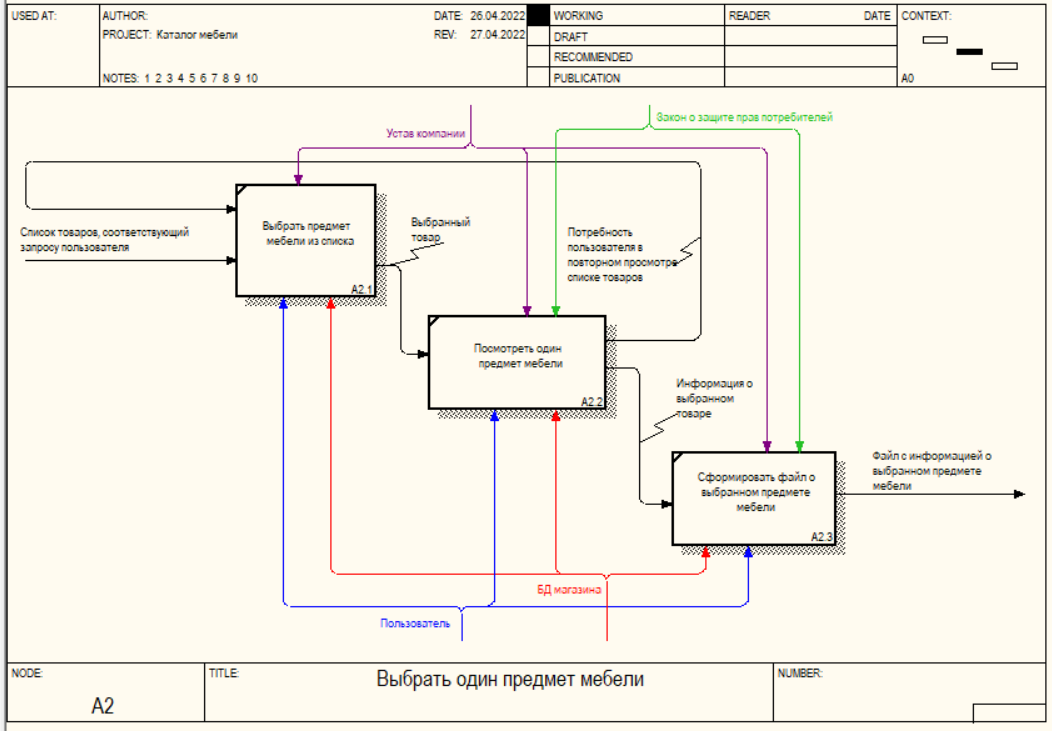 USED AT:
AUTHOR:
DATE: 26.04.2022
WORKING
READER
DATE
CONTEXT:
PROJECT: Каталог мебели
REV: 27.04.2022
DRAFT
RECOMMENDED
NOTES: 1 2 3 4 5 6 7 8 9 10
PUBLICATION
A0
Закон о защите прав потребителей
Устав компании
Список товаров, соответствующий
запросу пользователя
Выбрать предмет
мебели из списка
A2.1
Выбранный
товар
Потребность
пользователя в
повторном просмотре
списке товаров
Посмотреть один
предмет мебели
A2.2
Информация о
выбранном
товаре
Сформировать файл о
выбранном предмете
мебели
A2.3
Файл с информацией о
выбранном предмете
мебели
БД магазина
Пользователь
NODE:
A2
TITLE:
Выбрать один предмет мебели
NUMBER: